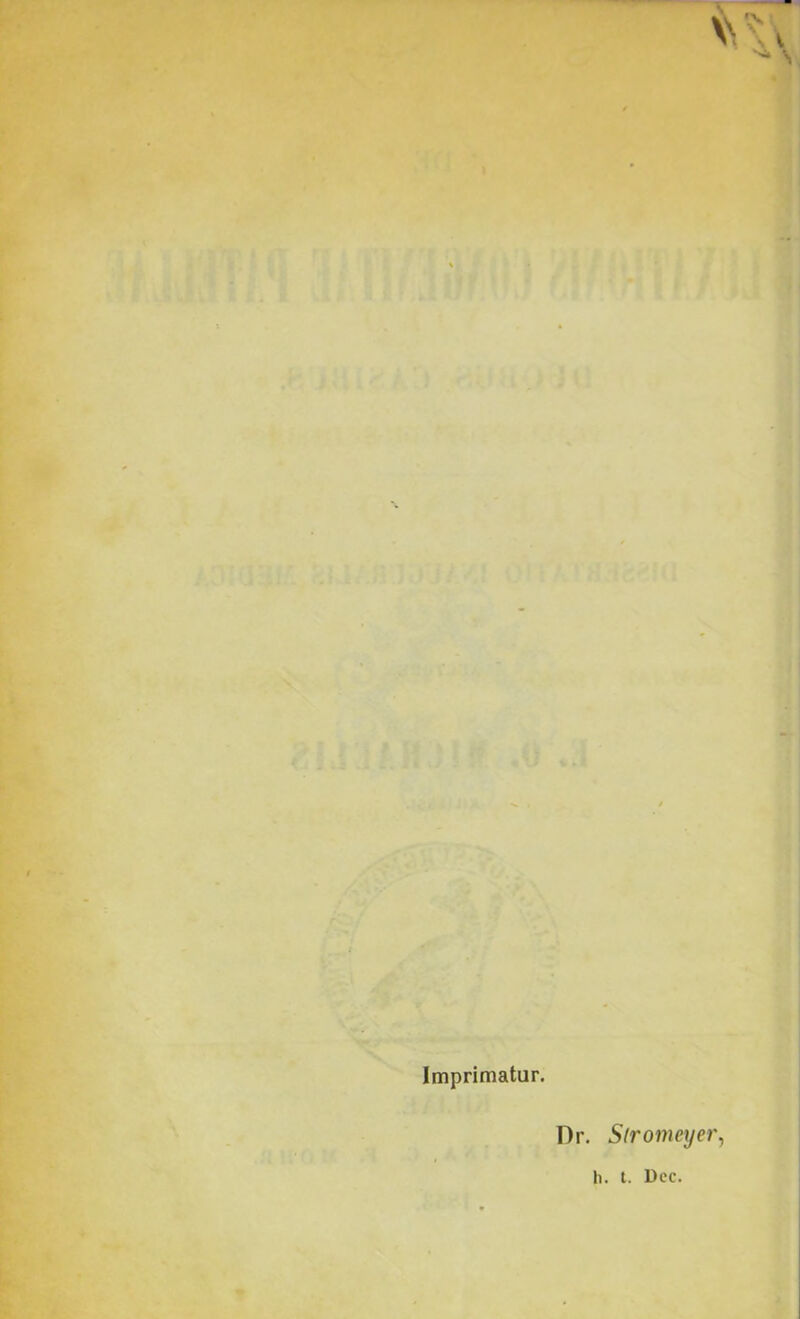 Imprimatur.
Dr. Stromeyer,
h. t. Dec.